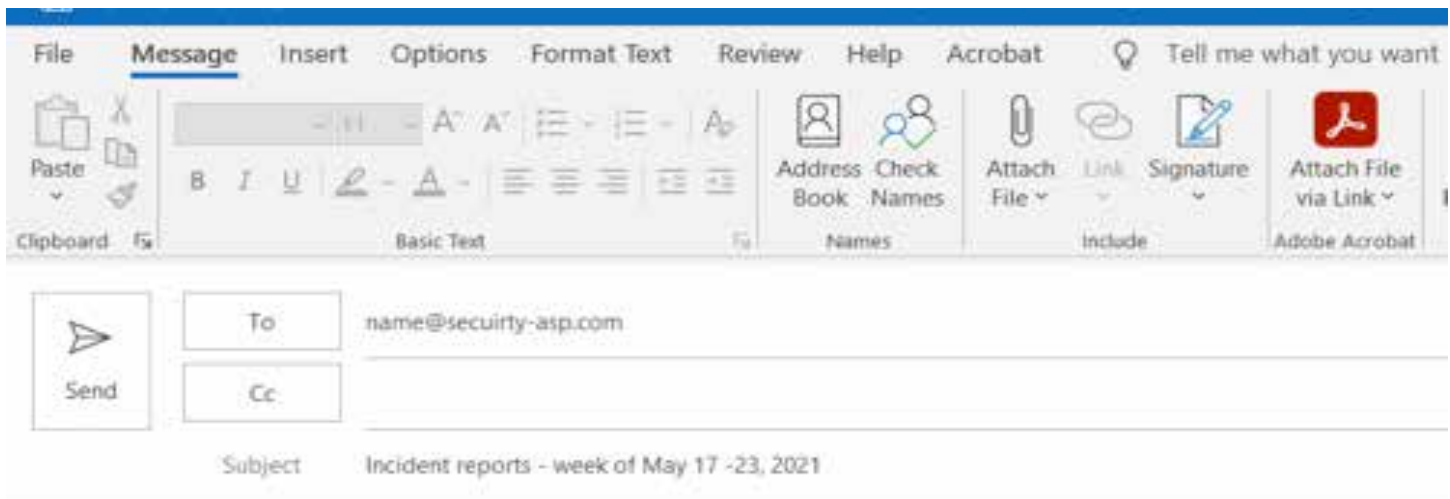 File Message Insert Options Format Text Review Help Acrobat Tell me what you want
11 A A A
Paste B I U A Address Check Attach Link Signature Attach File
Book Names File via Link
Clipboard Basic Text Names Include Adobe Acrobat
To name@secuirty-asp.com
Send Cc
Subject Incident reports - week of May 17 -23, 2021